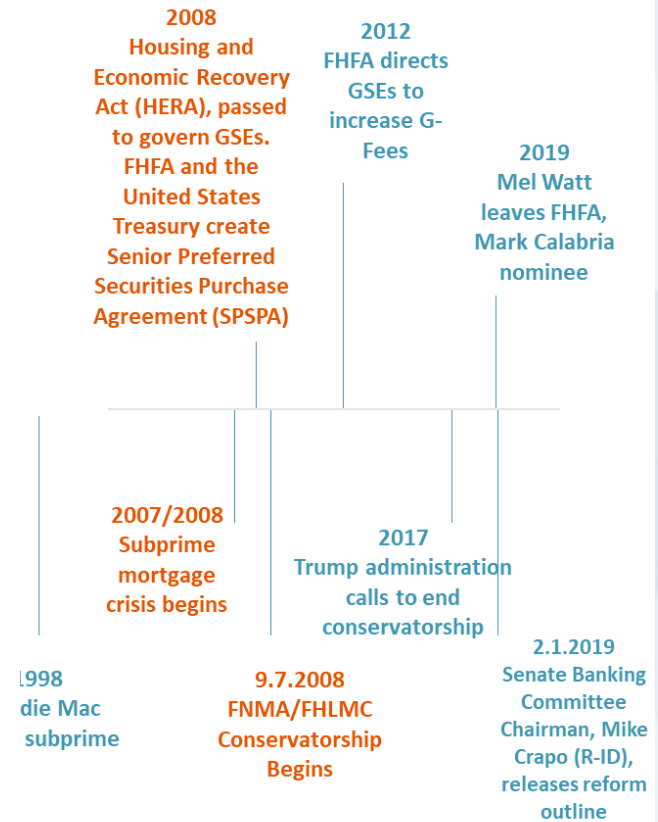 2008
Housing and
Economic Recovery
Act (HERA), passed
to govern GSEs.
FHFA and the
United States
Treasury create
Senior Preferred
Securities Purchase
Agreement (SPSPA)
2012
FHFA directs
GSEs to
increase G-
Fees
2019
Mel Watt
leaves FHFA,
Mark Calabria
nominee
2007/2008
Subprime
mortgage
crisis begins
2017
Trump administration
calls to end
conservatorship
1998
die Mac
subprime
9.7.2008
FNMA/FHLMC
Conservatorship
Begins
2.1.2019
Senate Banking
Committee
Chairman, Mike
Crapo (R-ID),
releases reform
outline